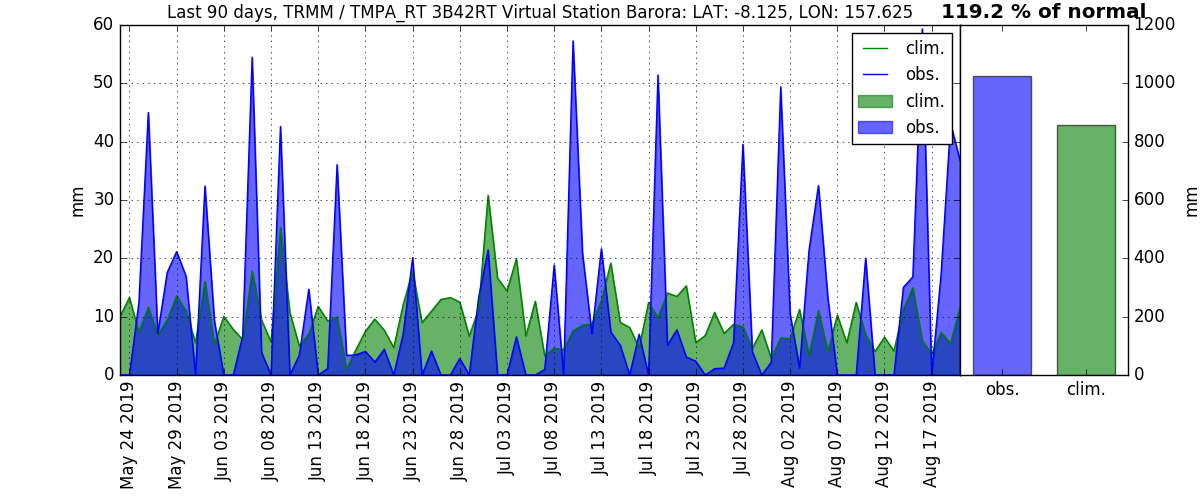 Last 90 days, TRMM / TMPA_RT 3B42RT Virtual Station Barora: LAT: -8.125, LON: 157.625
119.2 % of normal
mm
60
50
40
30
20
10
0
clim.
obs.
clim.
obs.
1200
1000
800
600
400
200
0
mm
May 24 2019
May 29 2019
Jun 03 2019
Jun 08 2019
Jun 13 2019
Jun 18 2019
Jun 23 2019
Jun 28 2019
Jul 03 2019
Jul 08 2019
Jul 13 2019
Jul 18 2019
Jul 23 2019
Jul 28 2019
Aug 02 2019
Aug 07 2019
Aug 12 2019
Aug 17 2019
obs.
clim.